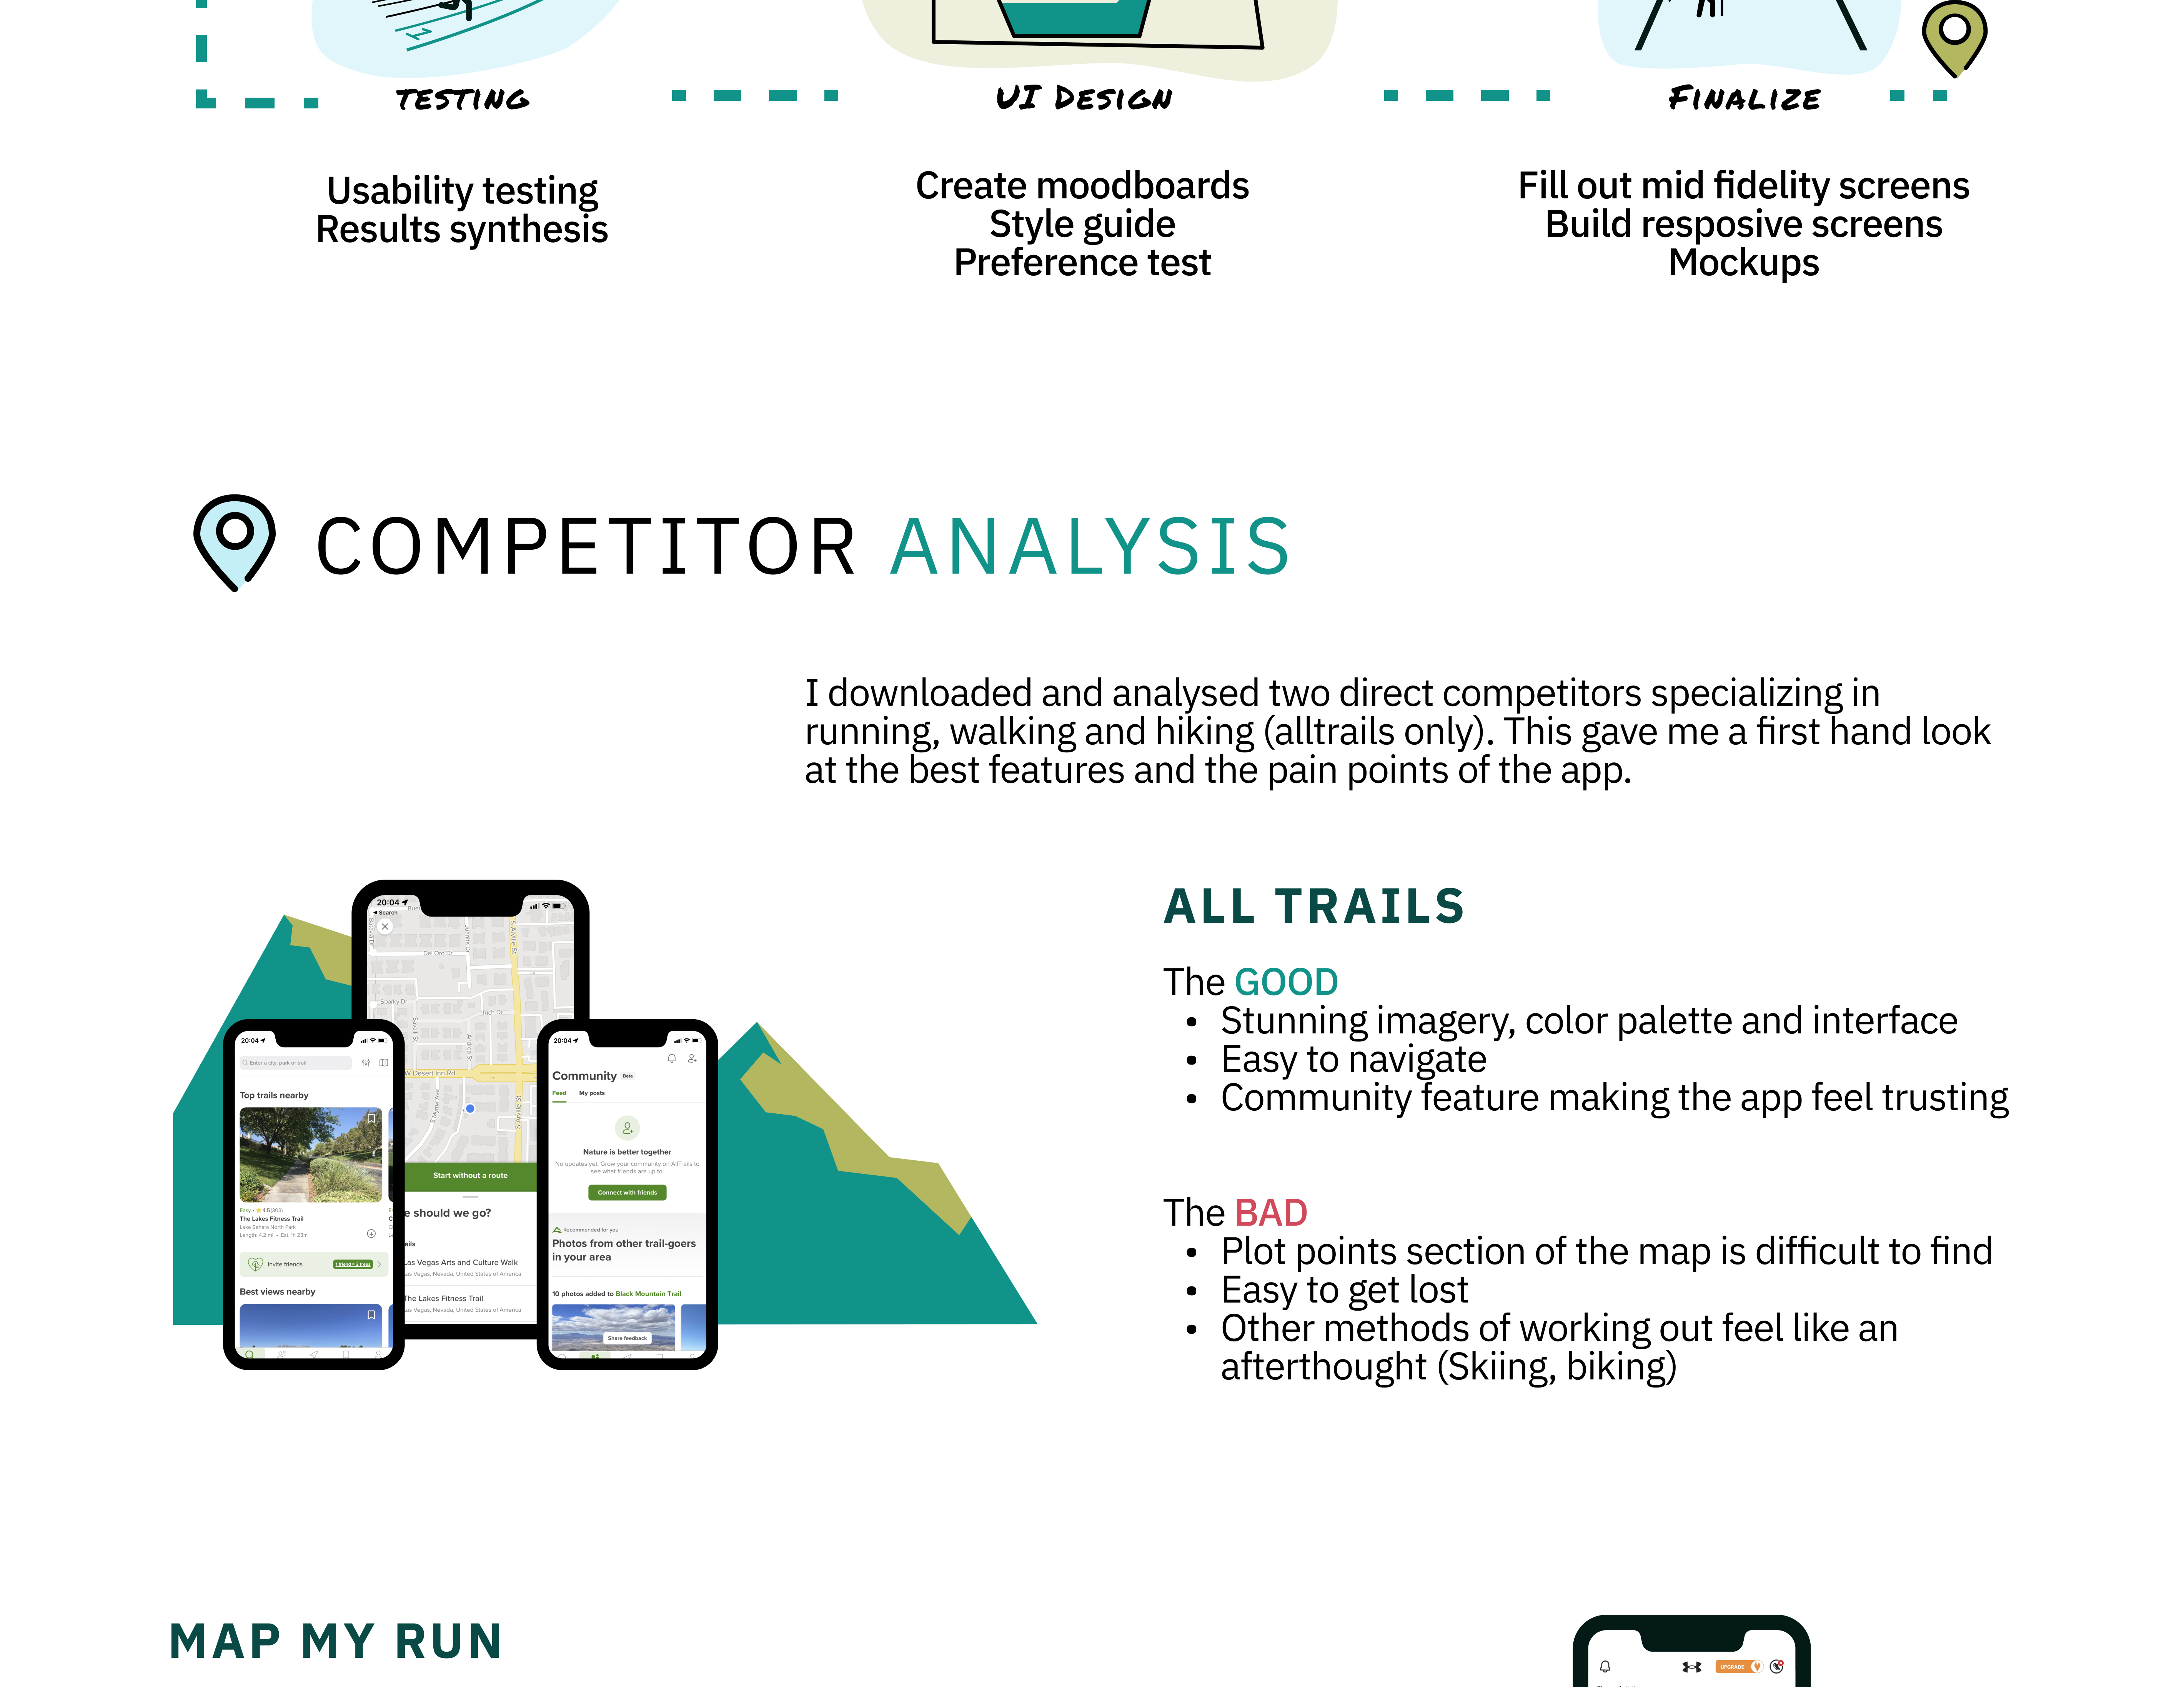 TESTING
UI DESIGN
FINALIZE
Usability testing
Results synthesis
Create moodboards
Style guide
Preference test
Fill out mid fidelity screens
Build resposive screens
Mockups
COMPETITOR ANALYSIS
I downloaded and analysed two direct competitors specializing in
running, walking and hiking (alltrails only). This gave me a first hand look
at the best features and the pain points of the app.
20:04
Search
Del Oro Dr
Juanita Dr
S Arville St
Sparky Dr
Rich Dr
W Desert Inn Rd
S Arville St
Start without a route
e should we go?
ails
Las Vegas Arts and Culture Walk
Las Vegas, Nevada, United States of America
The Lakes Fitness Trail
Las Vegas, Nevada, United States of America
20:04
Enter a city, park or trail
Top trails nearby
Easy • 4.5(303)
The Lakes Fitness Trail
Lake Sahara North Park
Length: 4.2 mi • Est. 1h 23m
Invite friends
1 friend = 2 trees
Best views nearby
20:04
Community Beta
Feed My posts
Nature is better together
No updates yet. Grow your community on AllTrails to
see what friends are up to.
Connect with friends
Recommended for you
Photos from other trail-goers
in your area
10 photos added to Black Mountain Trail
Share feedback
ALL TRAILS
The GOOD
• Stunning imagery, color palette and interface
• Easy to navigate
• Community feature making the app feel trusting
The BAD
• Plot points section of the map is difficult to find
• Easy to get lost
• Other methods of working out feel like an
afterthought (Skiing, biking)
MAP MY RUN
UPGRADE